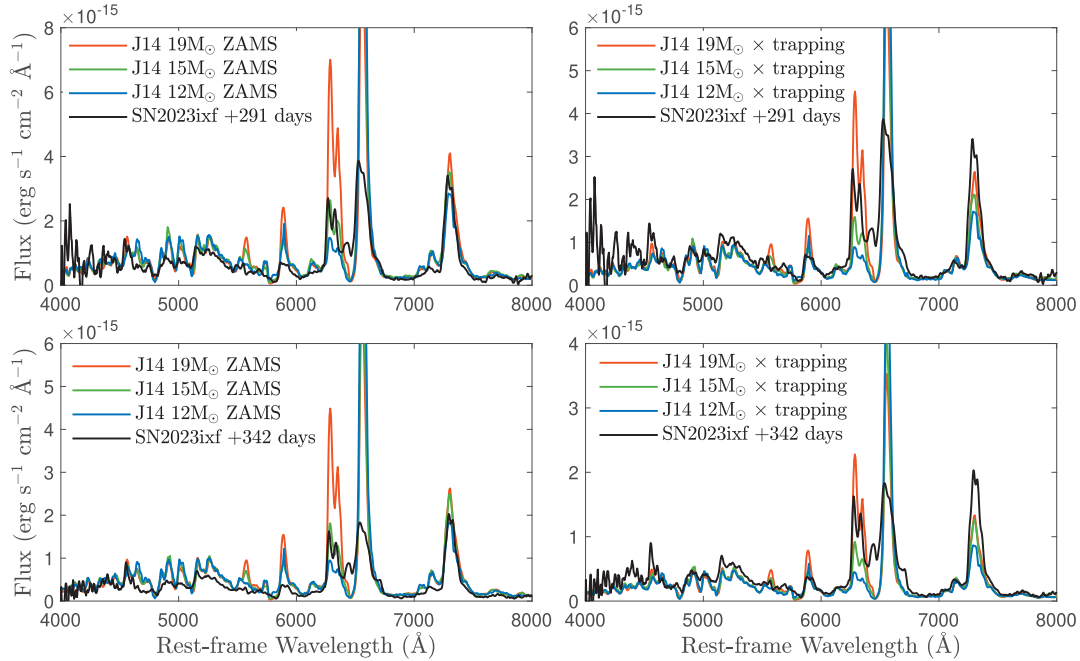 ×10⁻¹⁵
J14 19M⊙ ZAMS
J14 15M⊙ ZAMS
J14 12M⊙ ZAMS
SN2023ixf +291 days
Flux (erg s⁻¹ cm⁻² Å⁻¹)
8
6
4
2
0
4000 5000 6000 7000 8000
×10⁻¹⁵
J14 19M⊙ × trapping
J14 15M⊙ × trapping
J14 12M⊙ × trapping
SN2023ixf +291 days
6
5
4
3
2
1
0
4000 5000 6000 7000 8000
×10⁻¹⁵
J14 19M⊙ ZAMS
J14 15M⊙ ZAMS
J14 12M⊙ ZAMS
SN2023ixf +342 days
Flux (erg s⁻¹ cm⁻² Å⁻¹)
6
5
4
3
2
1
0
4000 5000 6000 7000 8000
Rest-frame Wavelength (Å)
×10⁻¹⁵
J14 19M⊙ × trapping
J14 15M⊙ × trapping
J14 12M⊙ × trapping
SN2023ixf +342 days
4
3
2
1
0
4000 5000 6000 7000 8000
Rest-frame Wavelength (Å)